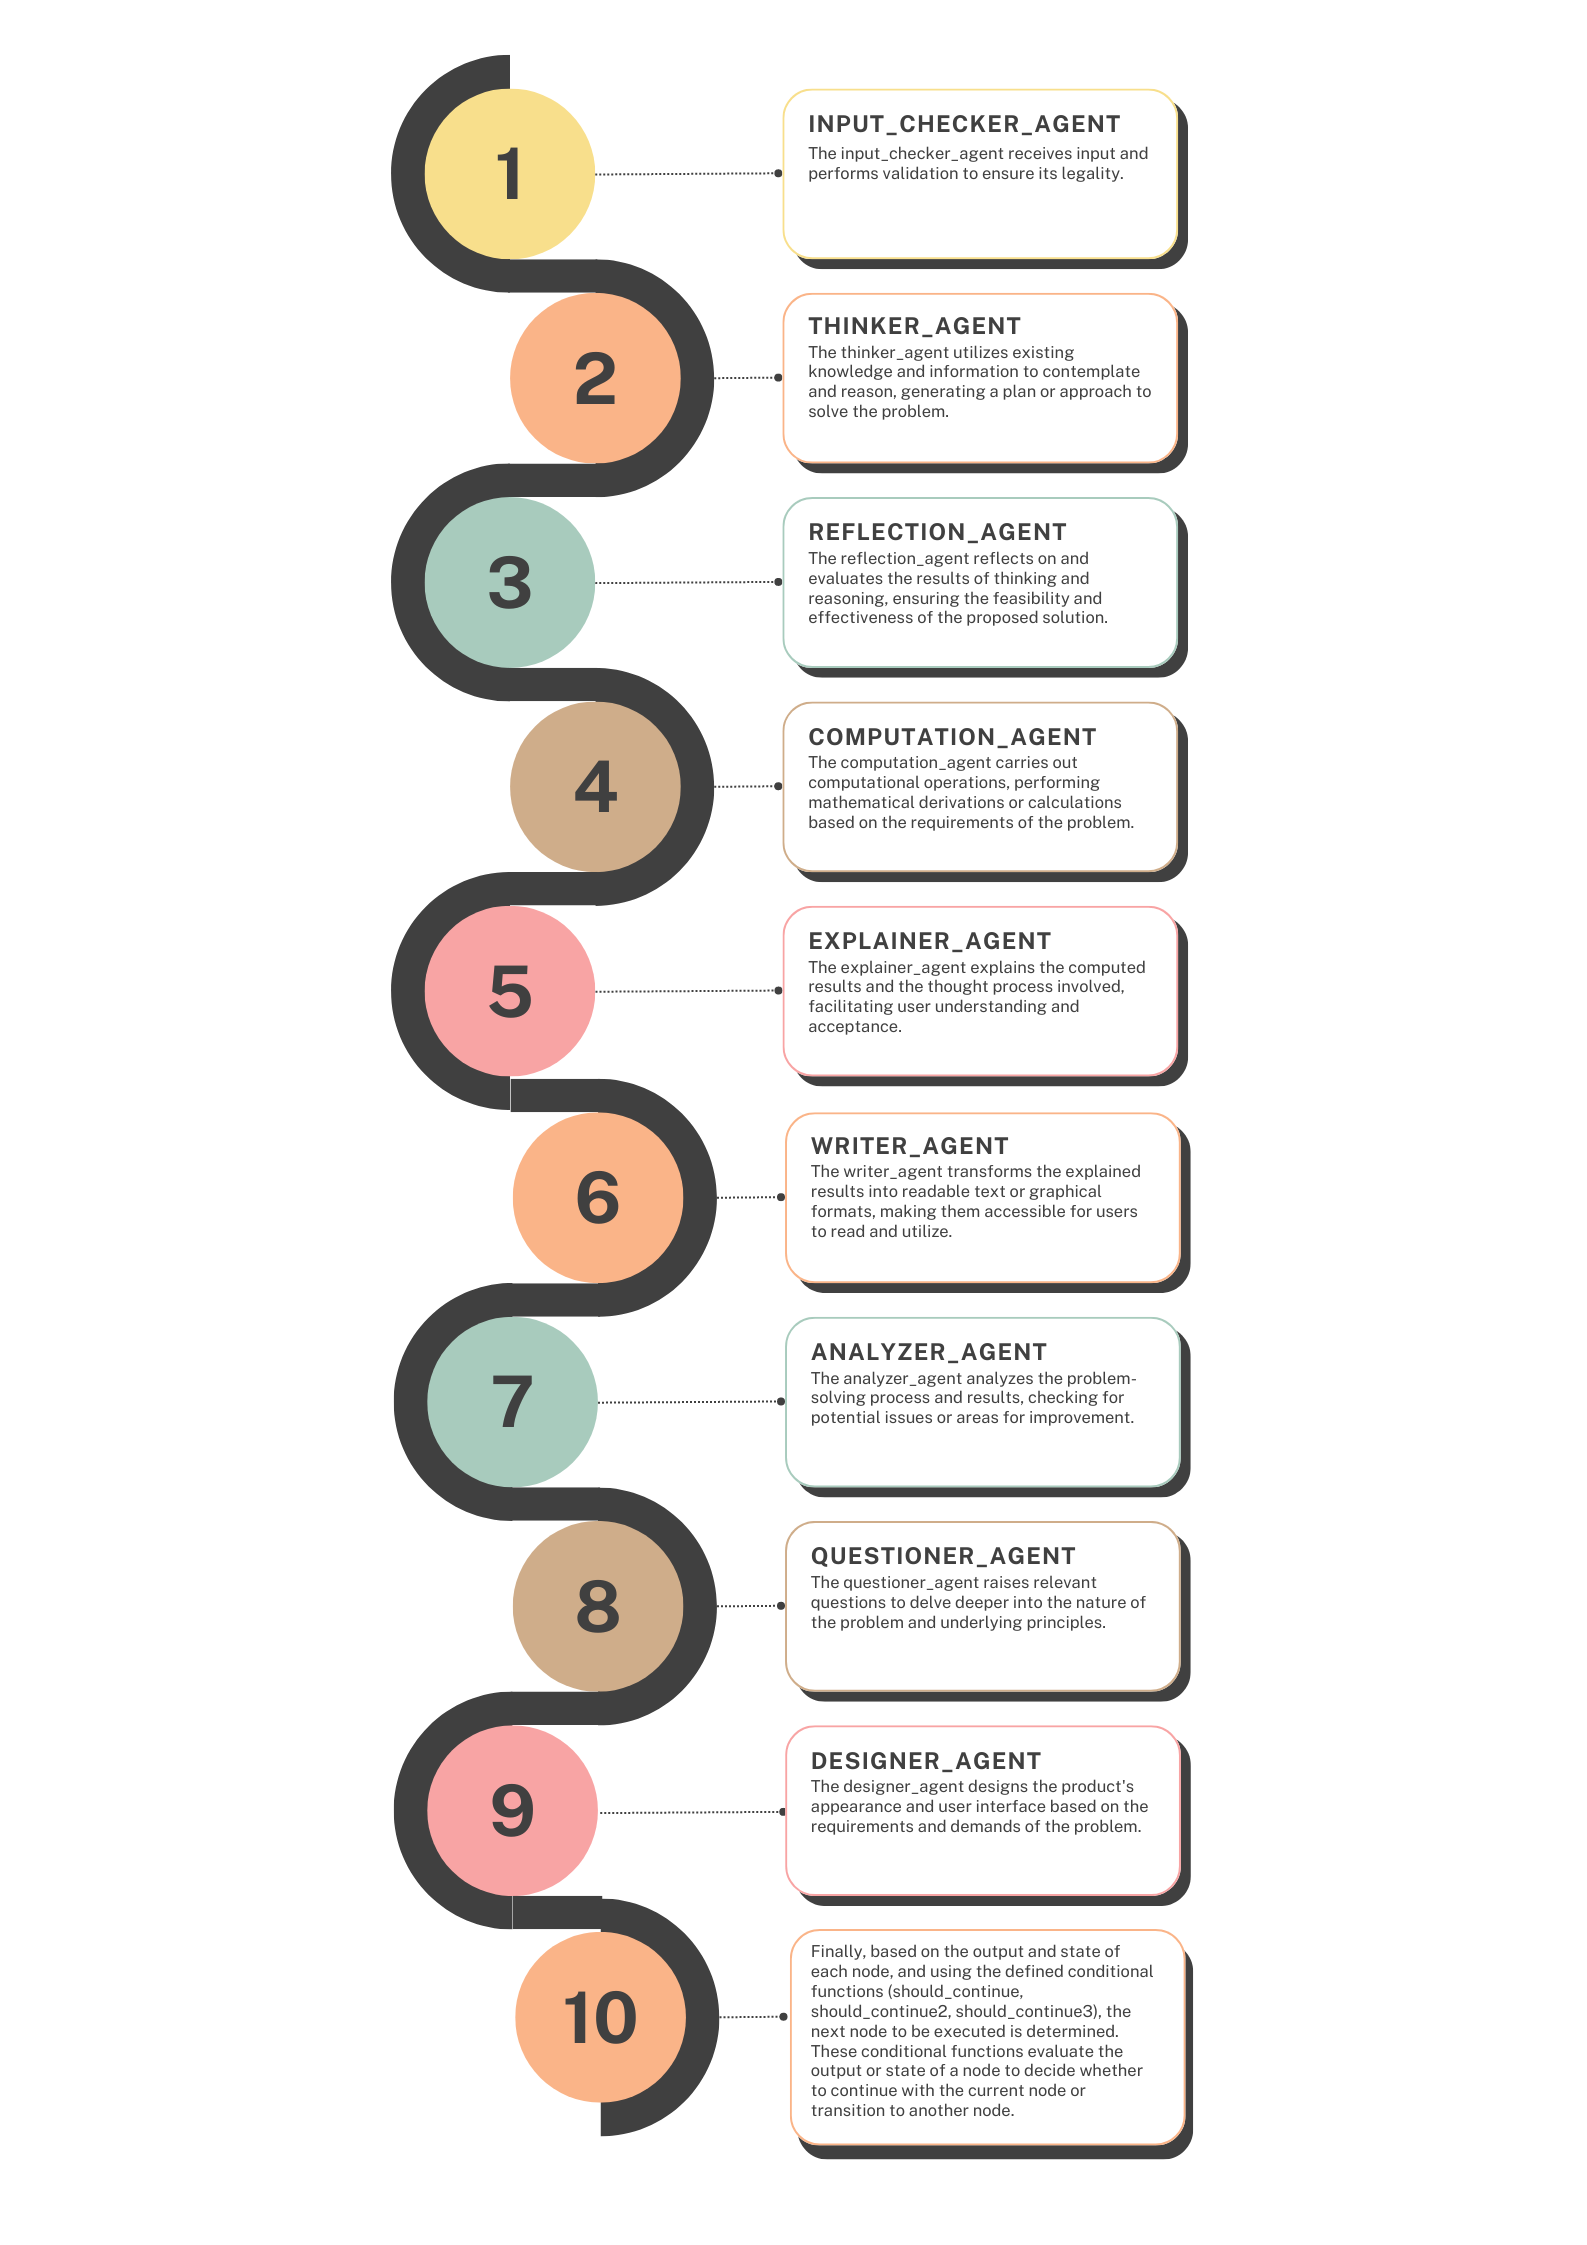 1
INPUT_CHECKER_AGENT
The input_checker_agent receives input and
performs validation to ensure its legality.
2
THINKER_AGENT
The thinker_agent utilizes existing
knowledge and information to contemplate
and reason, generating a plan or approach to
solve the problem.
3
REFLECTION_AGENT
The reflection_agent reflects on and
evaluates the results of thinking and
reasoning, ensuring the feasibility and
effectiveness of the proposed solution.
4
COMPUTATION_AGENT
The computation_agent carries out
computational operations, performing
mathematical derivations or calculations
based on the requirements of the problem.
5
EXPLAINER_AGENT
The explainer_agent explains the computed
results and the thought process involved,
facilitating user understanding and
acceptance.
6
WRITER_AGENT
The writer_agent transforms the explained
results into readable text or graphical
formats, making them accessible for users
to read and utilize.
7
ANALYZER_AGENT
The analyzer_agent analyzes the problem-
solving process and results, checking for
potential issues or areas for improvement.
8
QUESTIONER_AGENT
The questioner_agent raises relevant
questions to delve deeper into the nature of
the problem and underlying principles.
9
DESIGNER_AGENT
The designer_agent designs the product's
appearance and user interface based on the
requirements and demands of the problem.
10
Finally, based on the output and state of
each node, and using the defined conditional
functions (should_continue,
should_continue2, should_continue3), the
next node to be executed is determined.
These conditional functions evaluate the
output or state of a node to decide whether
to continue with the current node or
transition to another node.